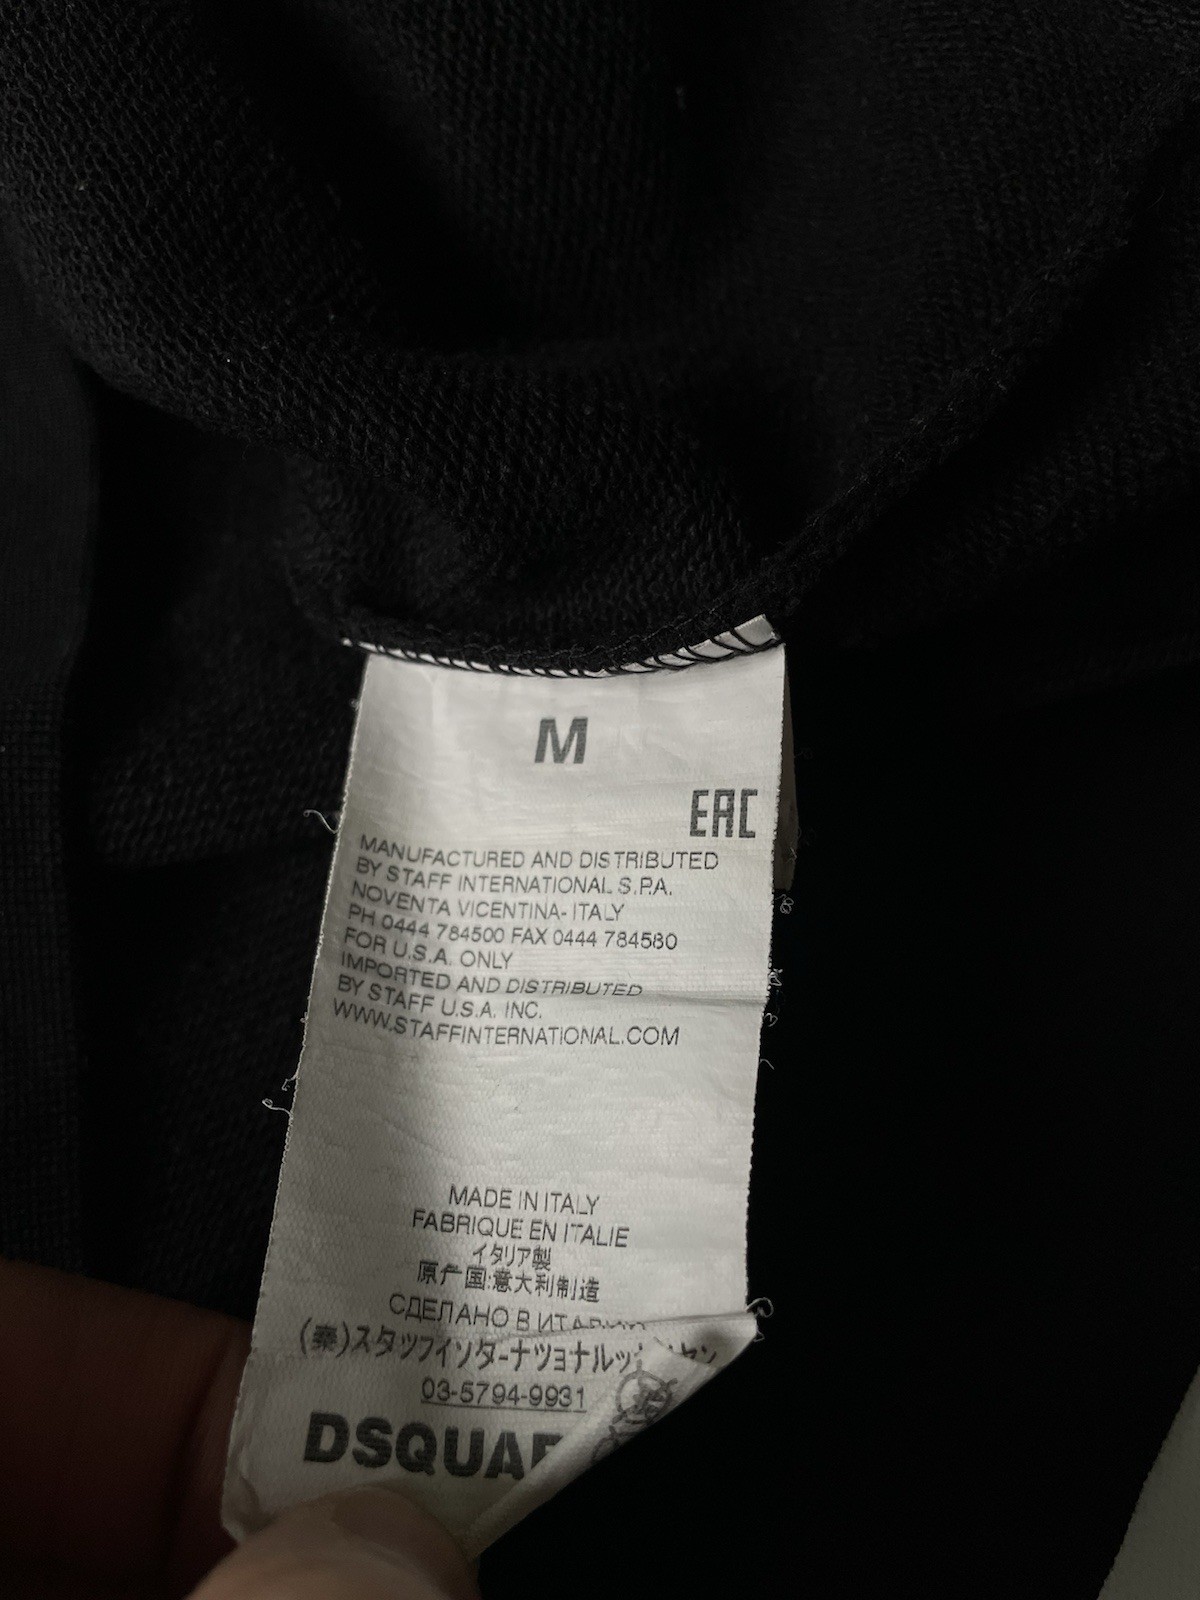 M
EAC
MANUFACTURED AND DISTRIBUTED
BY STAFF INTERNATIONAL S.P.A.
NOVENTA VICENTINA- ITALY
PH 0444 784500 FAX 0444 784580
FOR U.S.A. ONLY
IMPORTED AND DISTRIBUTED
BY STAFF U.S.A. INC.
WWW.STAFFINTERNATIONAL.COM
MADE IN ITALY
FABRIQUE EN ITALIE
イタリア製
原产国:意大利制造
СДЕЛАНО В
03-5794-9931